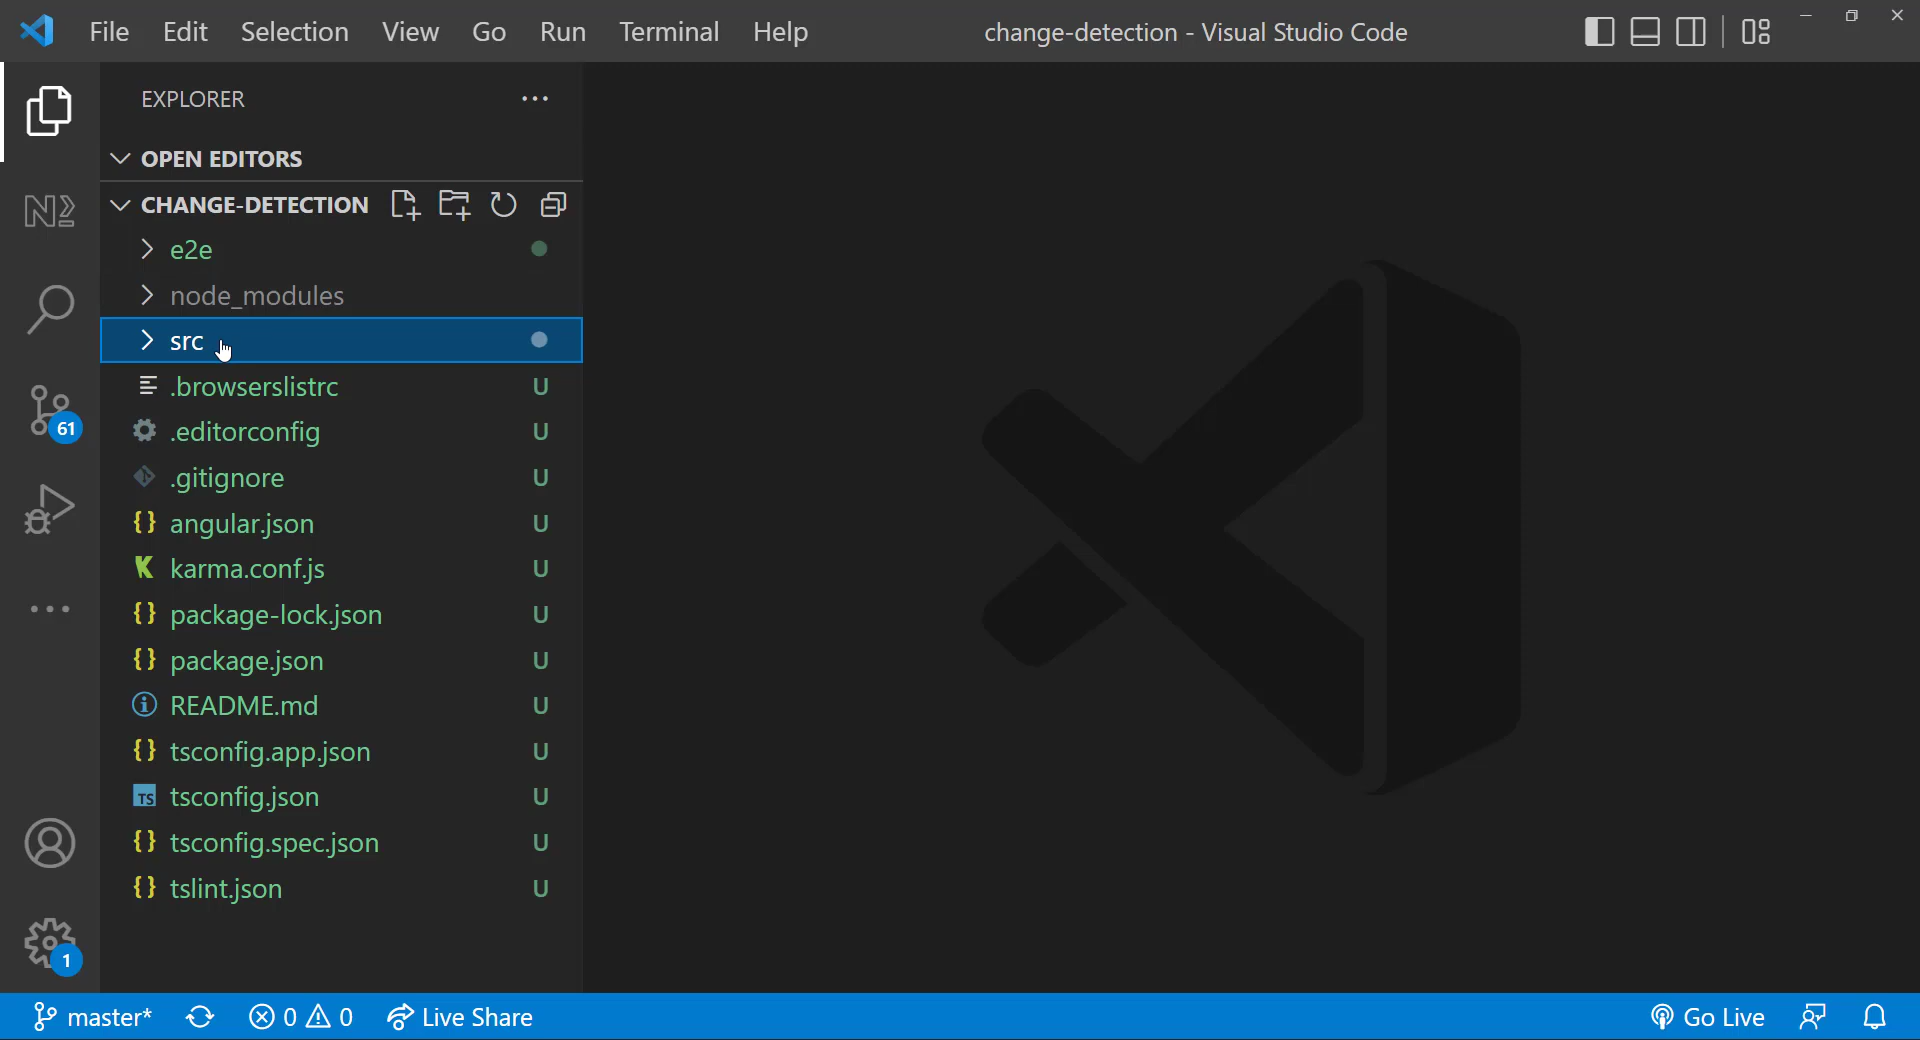 File Edit Selection View Go Run Terminal Help change-detection - Visual Studio Code
EXPLORER
OPEN EDITORS
CHANGE-DETECTION
e2e
node_modules
src
.browserslistrc U
.editorconfig U
.gitignore U
angular.json U
karma.conf.js U
package-lock.json U
package.json U
README.md U
tsconfig.app.json U
TS tsconfig.json U
tsconfig.spec.json U
tslint.json U
61
1
master* 0 0 Live Share Go Live